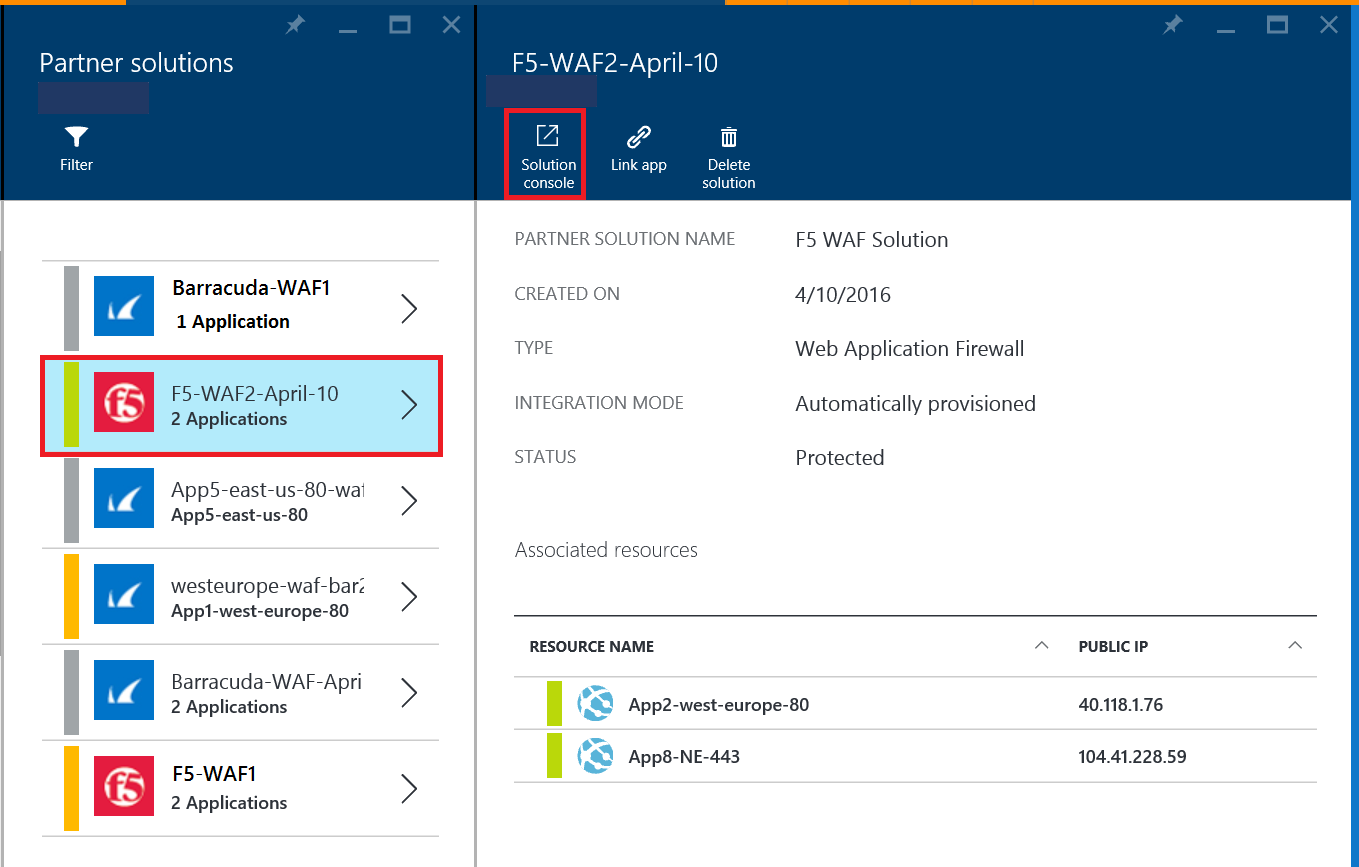 Partner solutions
Filter
Barracuda-WAF1
1 Application
f5
F5-WAF2-April-10
2 Applications
App5-east-us-80-waf
App5-east-us-80
westeurope-waf-bar2
App1-west-europe-80
Barracuda-WAF-Apri
2 Applications
f5
F5-WAF1
2 Applications
F5-WAF2-April-10
Solution
console
Link app
Delete
solution
PARTNER SOLUTION NAME F5 WAF Solution
CREATED ON 4/10/2016
TYPE Web Application Firewall
INTEGRATION MODE Automatically provisioned
STATUS Protected
Associated resources
RESOURCE NAME PUBLIC IP
App2-west-europe-80 40.118.1.76
App8-NE-443 104.41.228.59